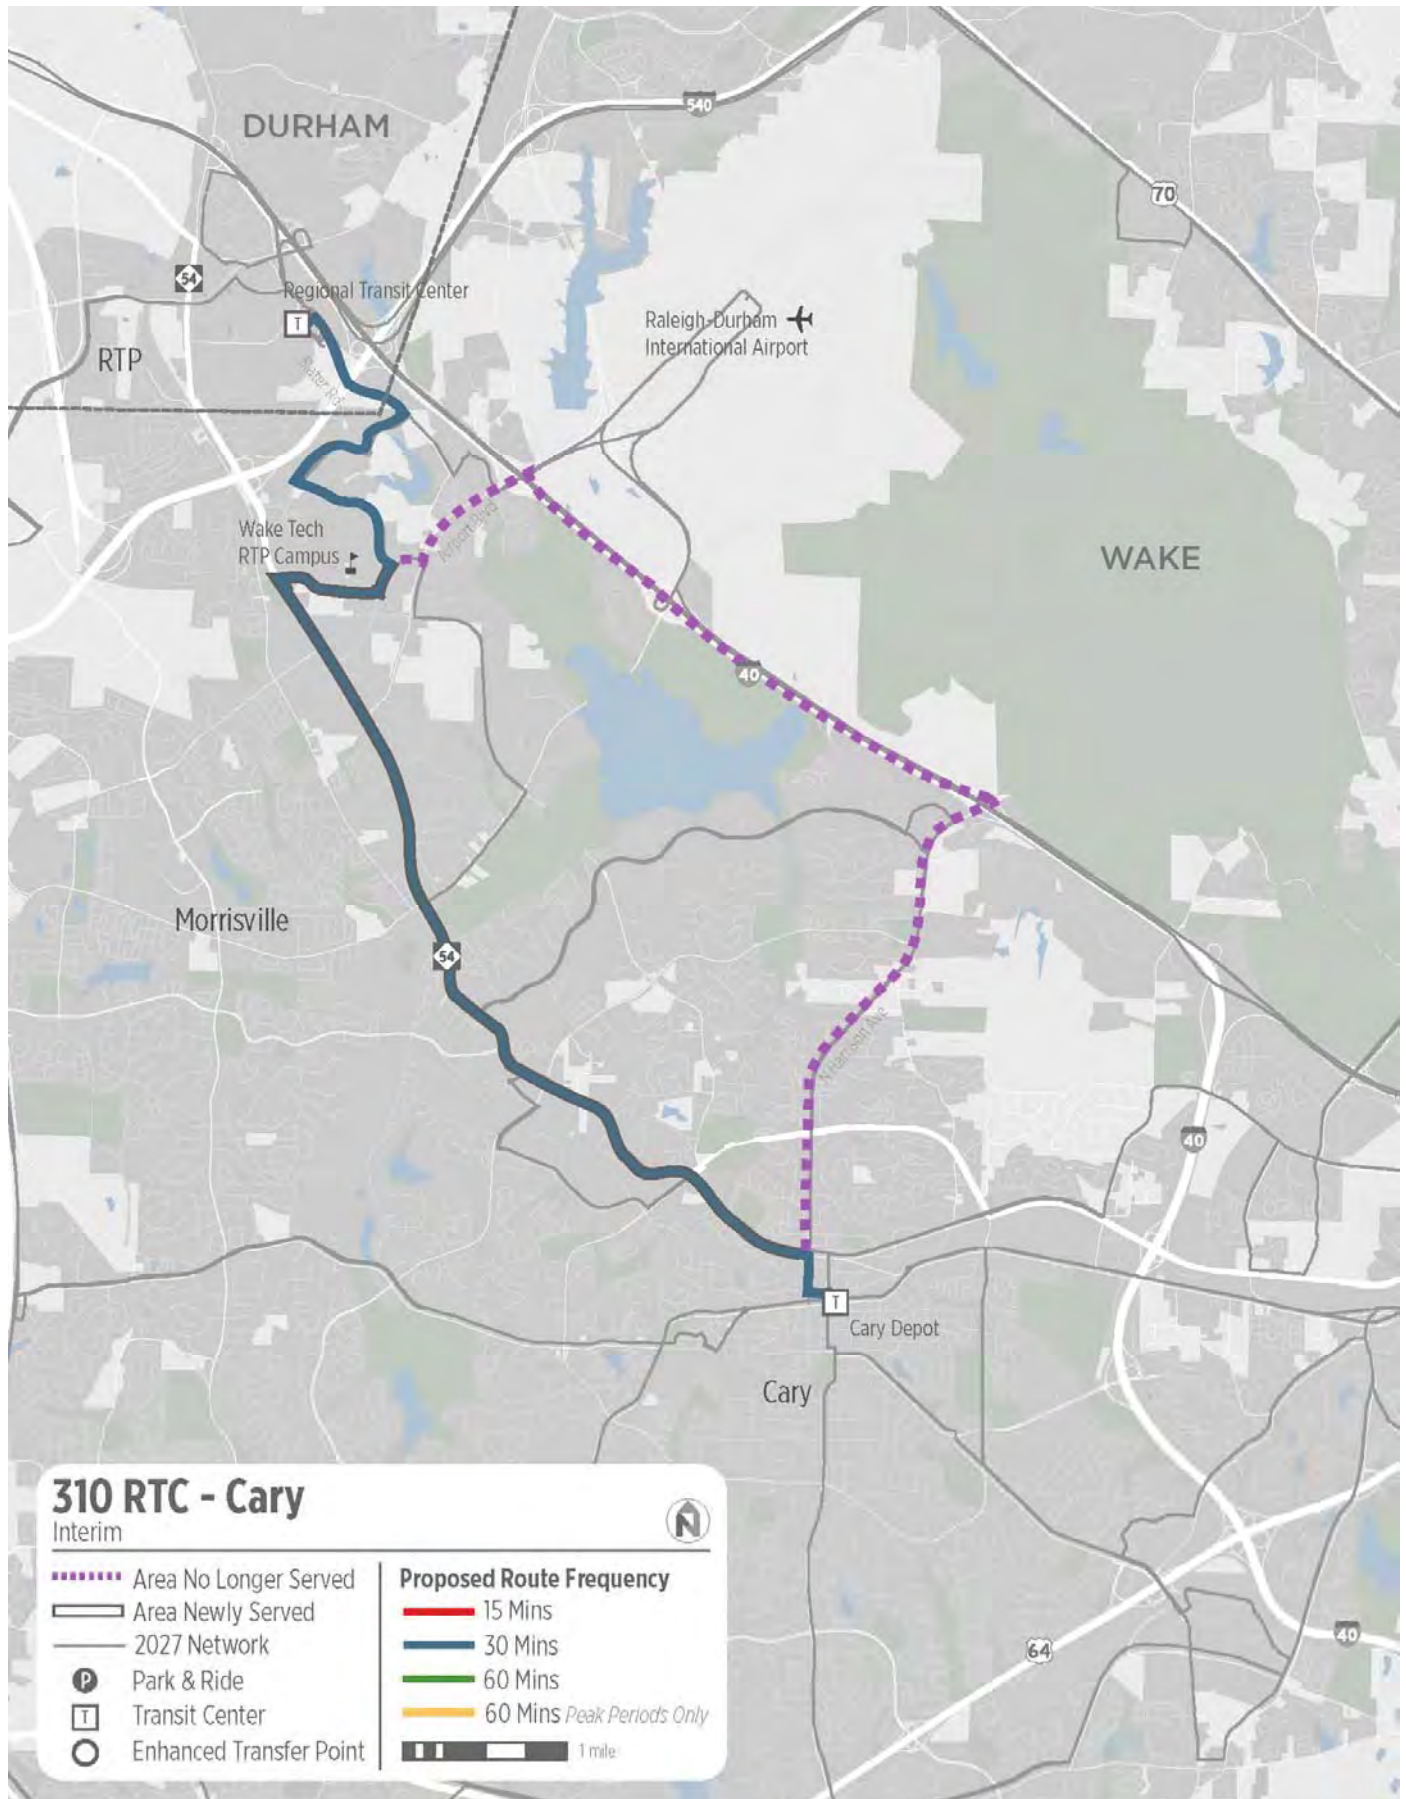 DURHAM
540
70
54
Regional Transit Center
T
Raleigh-Durham
International Airport
RTP
Slater Rd
Airport Blvd
Wake Tech
RTP Campus
WAKE
40
Morrisville
54
N Harrison Ave
40
T
Cary Depot
Cary
310 RTC - Cary
Interim
N
Area No Longer Served
Area Newly Served
2027 Network
P Park & Ride
T Transit Center
Enhanced Transfer Point
Proposed Route Frequency
15 Mins
30 Mins
60 Mins
60 Mins Peak Periods Only
1 mile
64
40